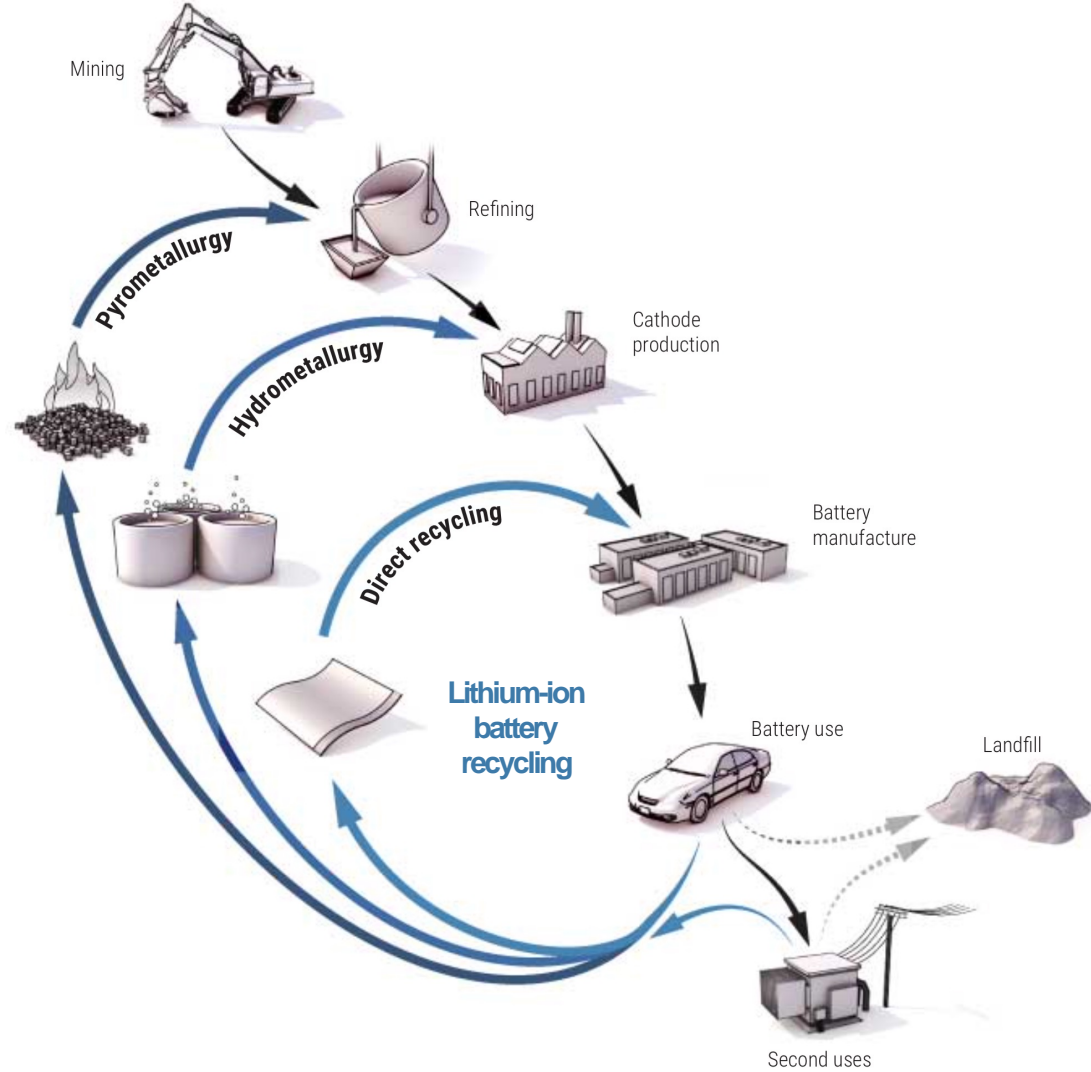 Mining
Refining
Pyrometallurgy
Cathode
production
Hydrometallurgy
Battery
manufacture
Direct recycling
Lithium-ion
battery
recycling
Battery use
Landfill
Second uses